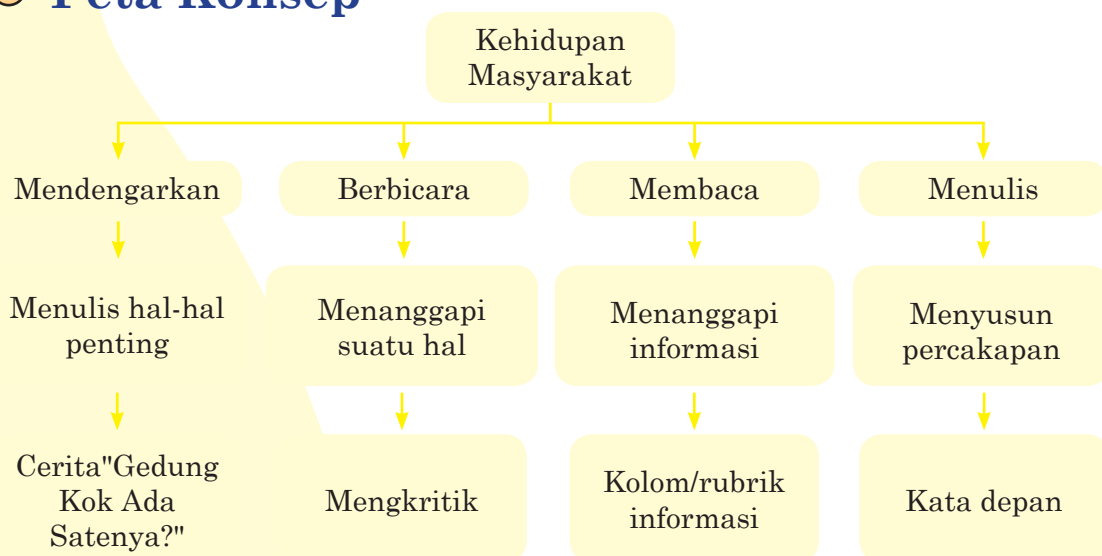 Peta Konsep
Kehidupan
Masyarakat
Mendengarkan
Berbicara
Membaca
Menulis
Menulis hal-hal
penting
Menanggapi
suatu hal
Menanggapi
informasi
Menyusun
percakapan
Cerita"Gedung
Kok Ada
Satenya?"
Mengkritik
Kolom/rubrik
informasi
Kata depan